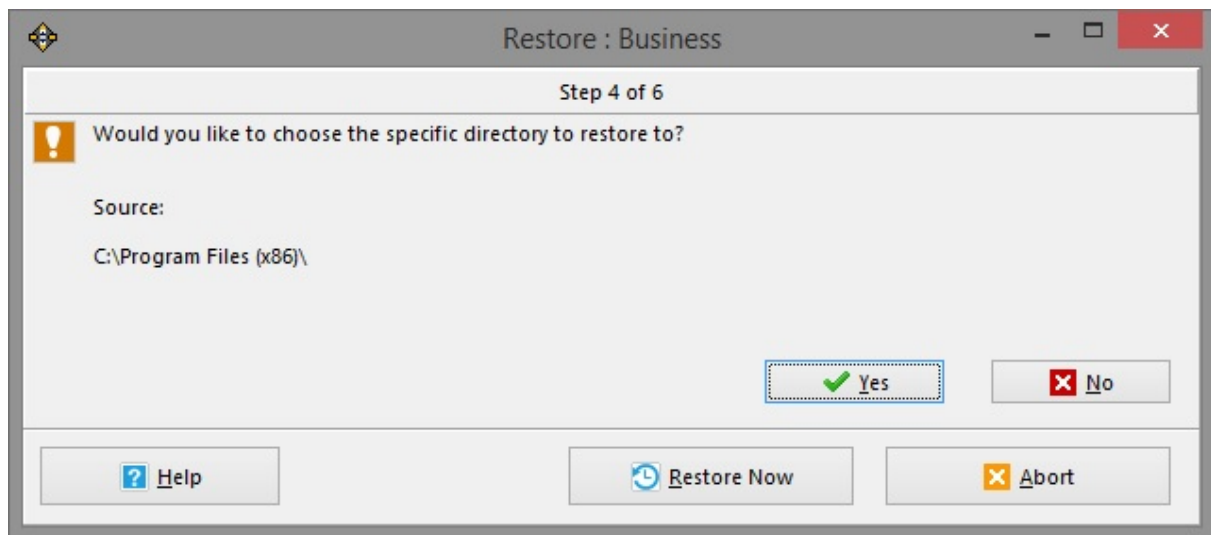 Restore : Business
Step 4 of 6
Would you like to choose the specific directory to restore to?
Source:
C:\Program Files (x86)\
Yes
No
Help
Restore Now
Abort